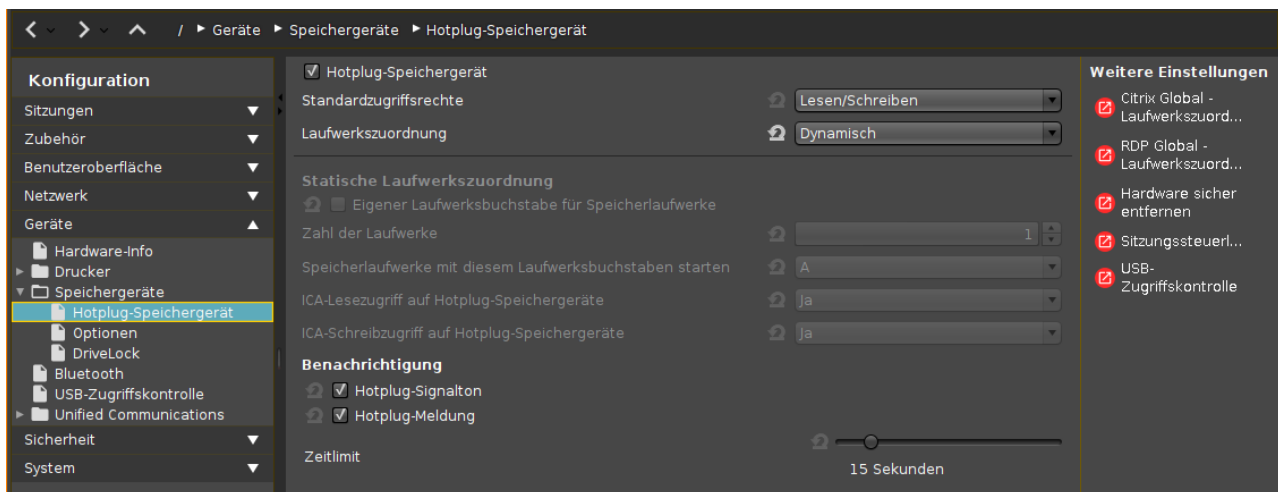 / Geräte Speichergeräte Hotplug-Speichergerät
Konfiguration
Sitzungen
Zubehör
Benutzeroberfläche
Netzwerk
Geräte
Hardware-Info
Drucker
Speichergeräte
Hotplug-Speichergerät
Optionen
DriveLock
Bluetooth
USB-Zugriffskontrolle
Unified Communications
Sicherheit
System
Hotplug-Speichergerät
Standardzugriffsrechte Lesen/Schreiben
Laufwerkszuordnung Dynamisch
Statische Laufwerkszuordnung
Eigener Laufwerksbuchstabe für Speicherlaufwerke
Zahl der Laufwerke 1
Speicherlaufwerke mit diesem Laufwerksbuchstaben starten A
ICA-Lesezugriff auf Hotplug-Speichergeräte Ja
ICA-Schreibzugriff auf Hotplug-Speichergeräte Ja
Benachrichtigung
Hotplug-Signalton
Hotplug-Meldung
Zeitlimit
15 Sekunden
Weitere Einstellungen
Citrix Global -
Laufwerkszuord...
RDP Global -
Laufwerkszuord...
Hardware sicher
entfernen
Sitzungssteuerl...
USB-
Zugriffskontrolle